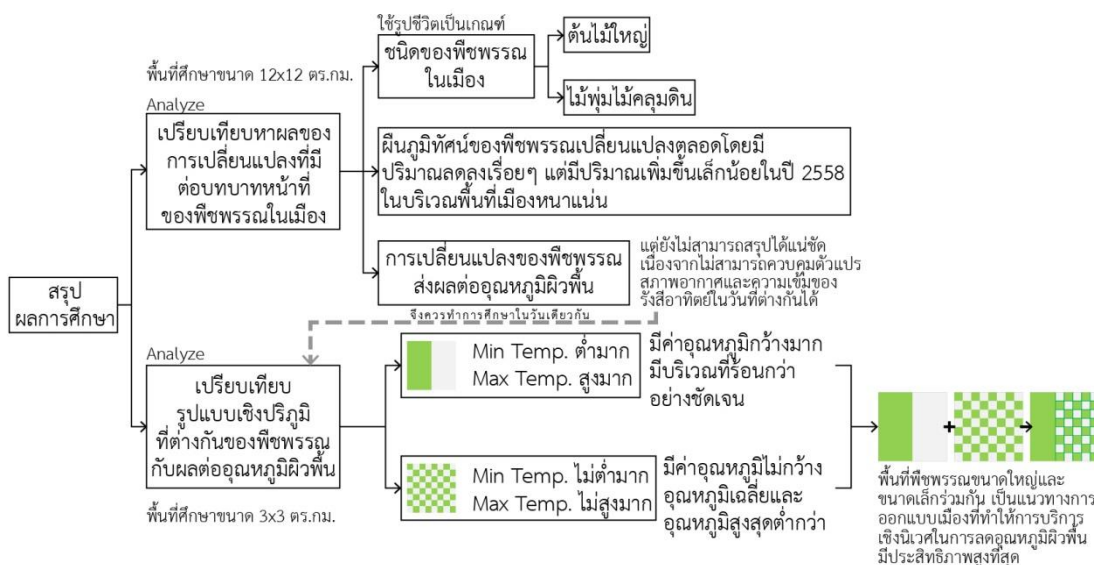 สรุป
ผลการศึกษา
พื้นที่ศึกษาขนาด 12x12 ตร.กม.
Analyze
เปรียบเทียบหาผลของ
การเปลี่ยนแปลงที่มี
ต่อบทบาทหน้าที่
ของพืชพรรณในเมือง
ใช้รูปชีวิตเป็นเกณฑ์
ชนิดของพืชพรรณ
ในเมือง
ต้นไม้ใหญ่
ไม้พุ่มไม้คลุมดิน
ผืนภูมิทัศน์ของพืชพรรณเปลี่ยนแปลงตลอดโดยมี
ปริมาณลดลงเรื่อยๆ แต่มีปริมาณเพิ่มขึ้นเล็กน้อยในปี 2558
ในบริเวณพื้นที่เมืองหนาแน่น
การเปลี่ยนแปลงของพืชพรรณ
ส่งผลต่ออุณหภูมิผิวพื้น
แต่ยังไม่สามารถสรุปได้แน่ชัด
เนื่องจากไม่สามารถควบคุมตัวแปร
สภาพอากาศและความเข้มของ
รังสีอาทิตย์ในวันที่ต่างกันได้
จึงควรทำการศึกษาในวันเดียวกัน
Analyze
เปรียบเทียบ
รูปแบบเชิงปริภูมิ
ที่ต่างกันของพืชพรรณ
กับผลต่ออุณหภูมิผิวพื้น
พื้นที่ศึกษาขนาด 3x3 ตร.กม.
Min Temp. ต่ำมาก
Max Temp. สูงมาก
มีค่าอุณหภูมิกว้างมาก
มีบริเวณที่ร้อนกว่า
อย่างชัดเจน
Min Temp. ไม่ต่ำมาก
Max Temp. ไม่สูงมาก
มีค่าอุณหภูมิไม่กว้าง
อุณหภูมิเฉลี่ยและ
อุณหภูมิสูงสุดต่ำกว่า
+
พื้นที่พืชพรรณขนาดใหญ่และ
ขนาดเล็กร่วมกัน เป็นแนวทางการ
ออกแบบเมืองที่ทำให้การบริการ
เชิงนิเวศในการลดอุณหภูมิผิวพื้น
มีประสิทธิภาพสูงที่สุด